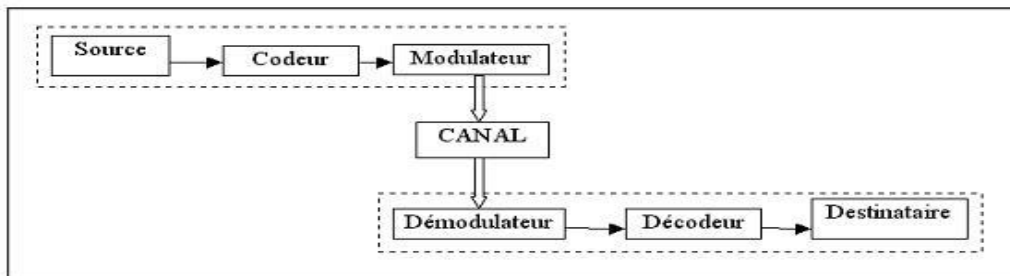 Source
Codeur
Modulateur
CANAL
Démodulateur
Décodeur
Destinataire